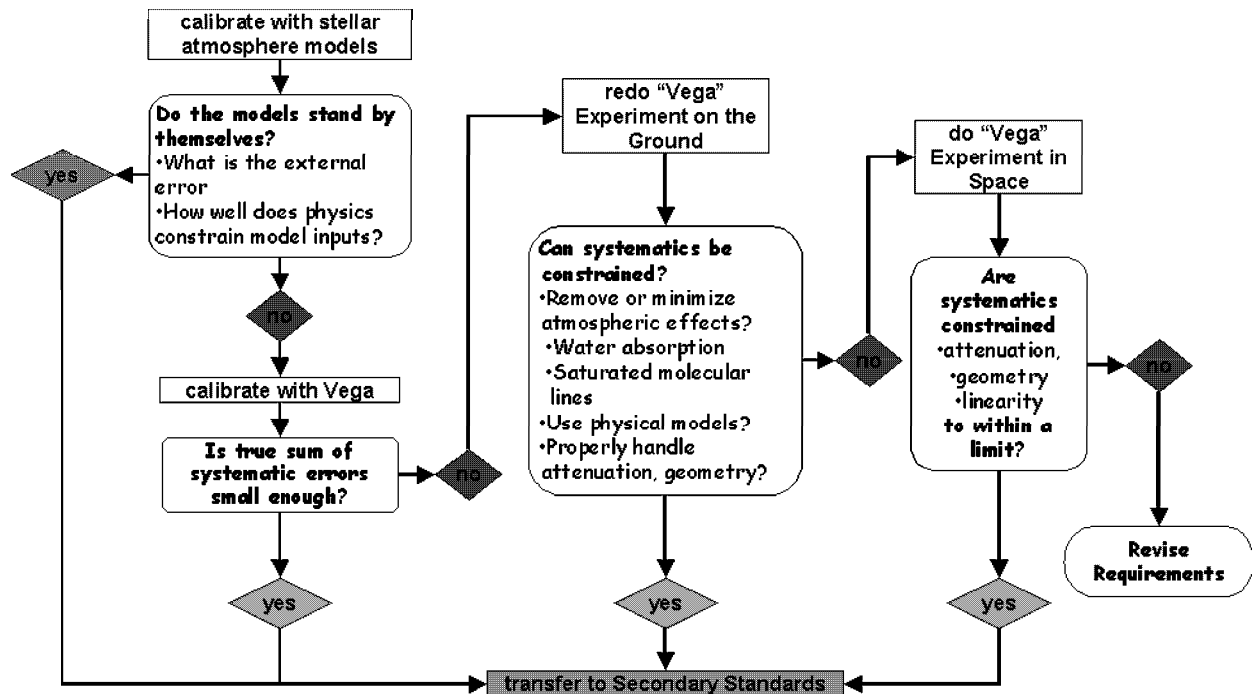 calibrate with stellar
atmosphere models
Do the models stand by
themselves?
•What is the external
error
•How well does physics
constrain model inputs?
yes
no
calibrate with Vega
Is true sum of
systematic errors
small enough?
no
yes
redo “Vega”
Experiment on the
Ground
Can systematics be
constrained?
•Remove or minimize
atmospheric effects?
•Water absorption
•Saturated molecular
lines
•Use physical models?
•Properly handle
attenuation, geometry?
no
yes
do “Vega”
Experiment in
Space
Are
systematics
constrained
•attenuation,
•geometry
•linearity
to within a
limit?
no
yes
Revise
Requirements
transfer to Secondary Standards